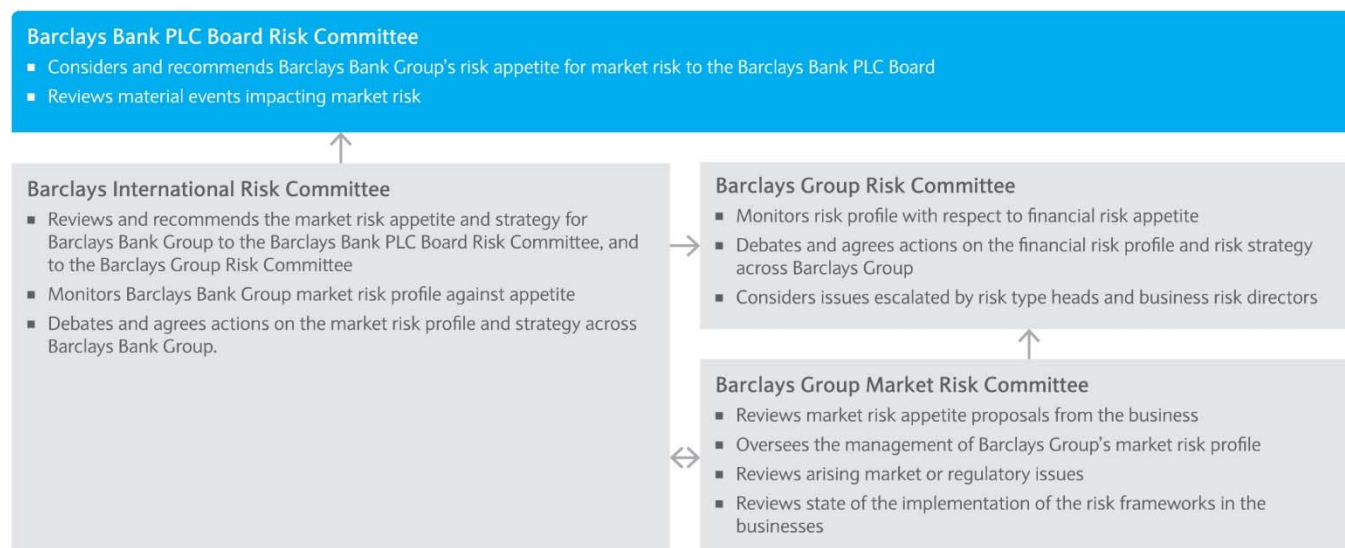 Barclays Bank PLC Board Risk Committee
▪ Considers and recommends Barclays Bank Group's risk appetite for market risk to the Barclays Bank PLC Board
▪ Reviews material events impacting market risk
Barclays International Risk Committee
▪ Reviews and recommends the market risk appetite and strategy for
Barclays Bank Group to the Barclays Bank PLC Board Risk Committee, and
to the Barclays Group Risk Committee
▪ Monitors Barclays Bank Group market risk profile against appetite
▪ Debates and agrees actions on the market risk profile and strategy across
Barclays Bank Group.
Barclays Group Risk Committee
▪ Monitors risk profile with respect to financial risk appetite
▪ Debates and agrees actions on the financial risk profile and risk strategy
across Barclays Group
▪ Considers issues escalated by risk type heads and business risk directors
Barclays Group Market Risk Committee
▪ Reviews market risk appetite proposals from the business
▪ Oversees the management of Barclays Group's market risk profile
▪ Reviews arising market or regulatory issues
▪ Reviews state of the implementation of the risk frameworks in the
businesses